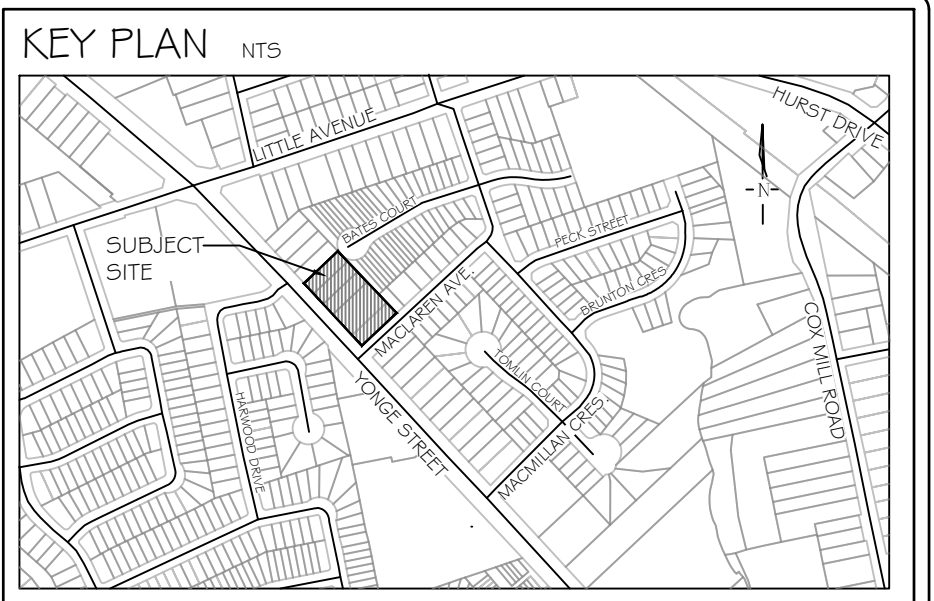 KEY PLAN NTS
HURST DRIVE
LITTLE AVENUE
N
BATES COURT
PECK STREET
SUBJECT
SITE
BRUNTON CRES.
MACLAREN AVE.
COX MILL ROAD
TOMLIN COURT
YONGE STREET
HARWOOD DRIVE
MACMILLAN CRES.